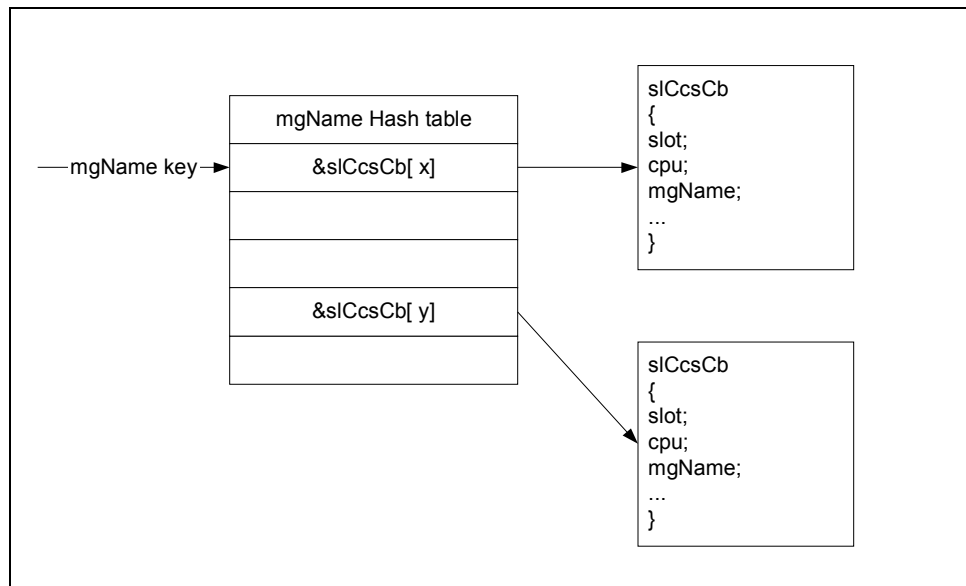 mgName Hash table
mgName key
&slCcsCb[ x]
&slCcsCb[ y]
slCcsCb
{
slot;
cpu;
mgName;
...
}
slCcsCb
{
slot;
cpu;
mgName;
...
}